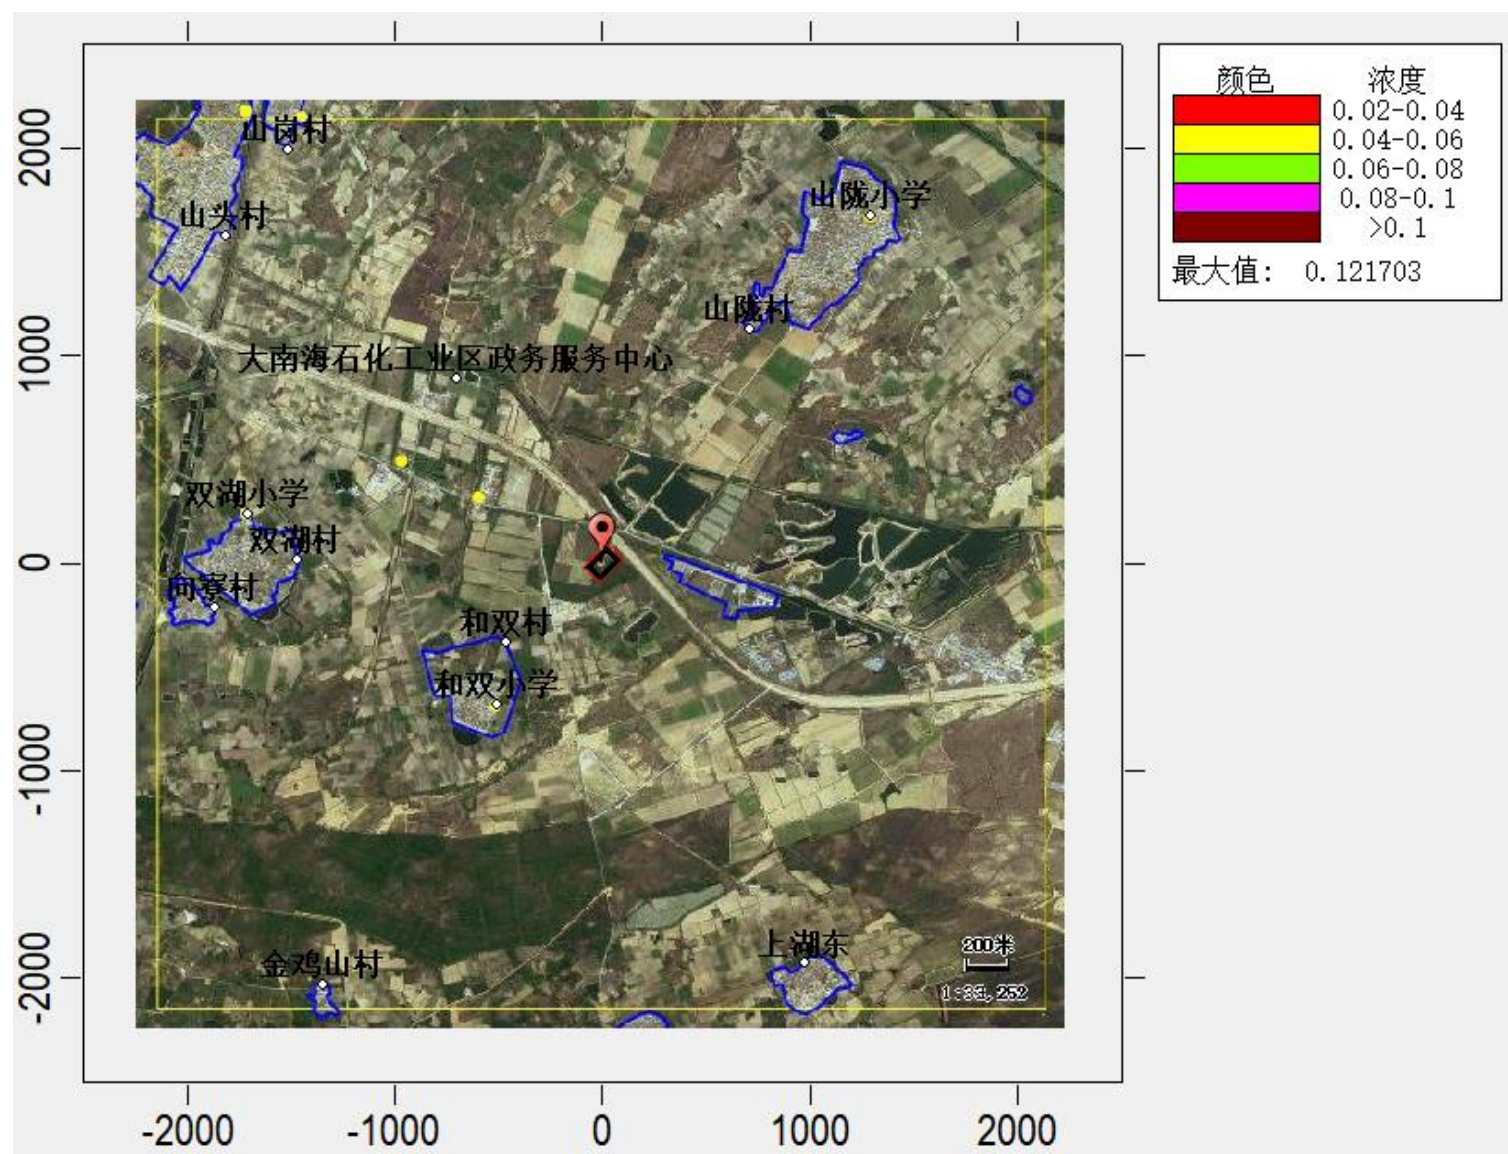 颜色 浓度
0.02-0.04
0.04-0.06
0.06-0.08
0.08-0.1
>0.1
最大值: 0.121703
2000
1000
0
-1000
-2000
山岗村
山头村
山陇小学
山陇村
大南海石化工业区政务服务中心
双湖小学
双湖村
向寮村
和双村
和双小学
上湖东
金鸡山村
200米
1:33,252
-2000 -1000 0 1000 2000